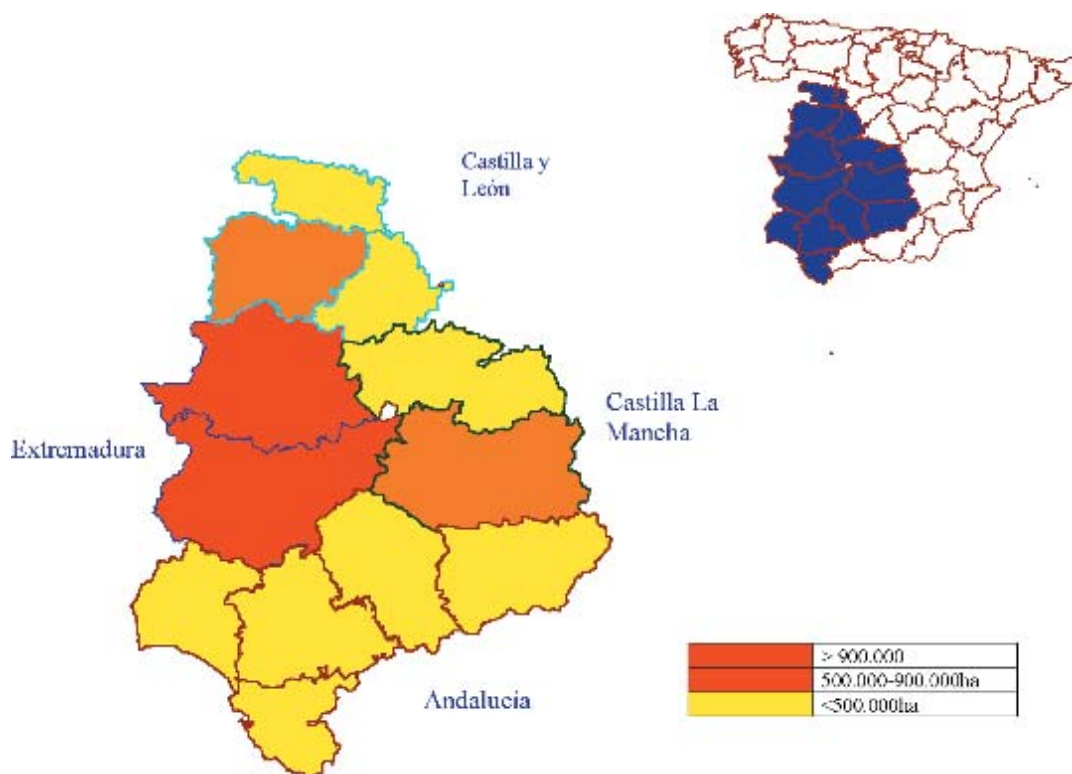 Castilla y
León
Castilla La
Mancha
Extremadura
Andalucia
> 900.000
500.000-900.000ha
<500.000ha